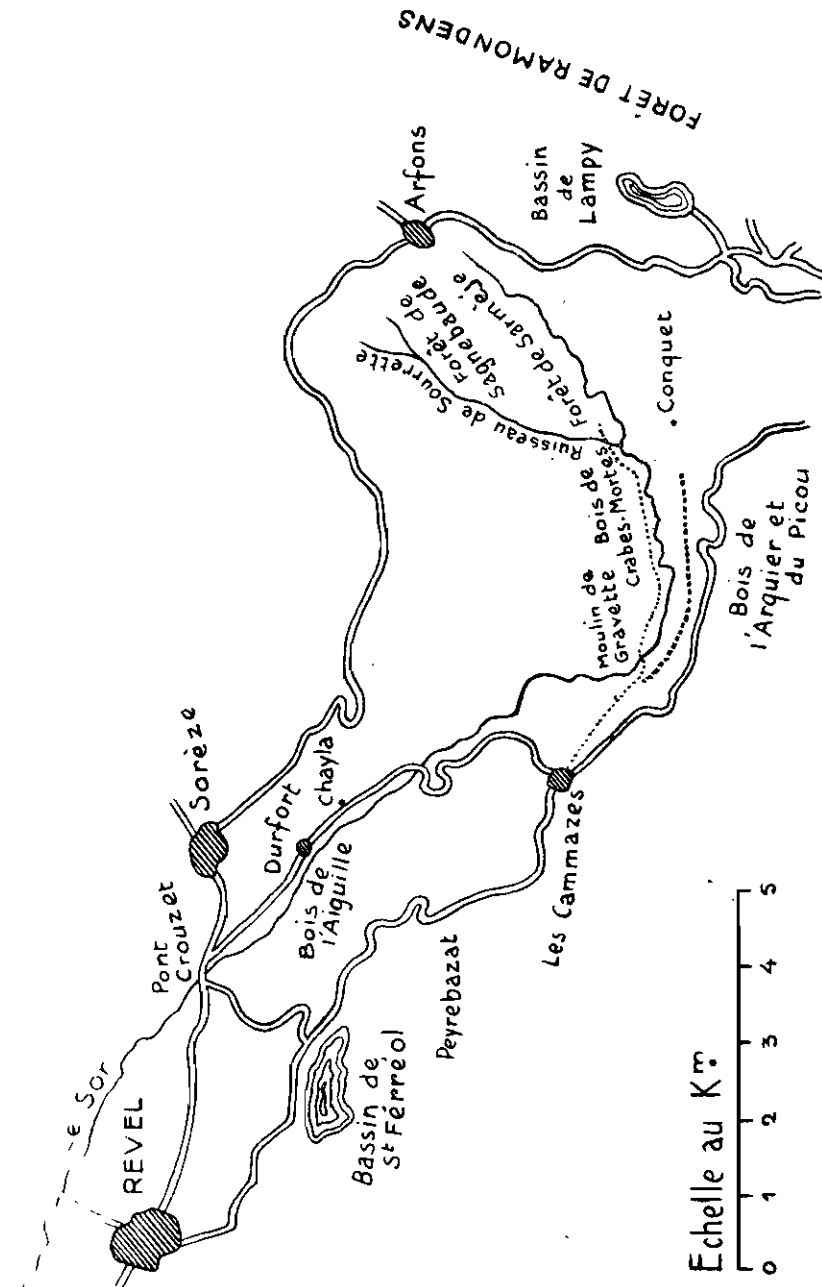 FORÊT DE RAMONDENS
Arfons
Bassin
de
Lampy
Forêt de
Sagnebaude
Forêt de Sarmèje
Ruisseau de Sourrette
Conquet
Bois de
Crabes-Mortes
Moulin de
Gravette
Bois de
l'Arquier et
du Picou
Sorèze
Durfort
Chayla
Pont
Crouzet
Bois de
l'Aiguille
Les Cammazes
Peyrebazat
e Sor
REVEL
Bassin de
St Férréol
Echelle au Km.
0 1 2 3 4 5